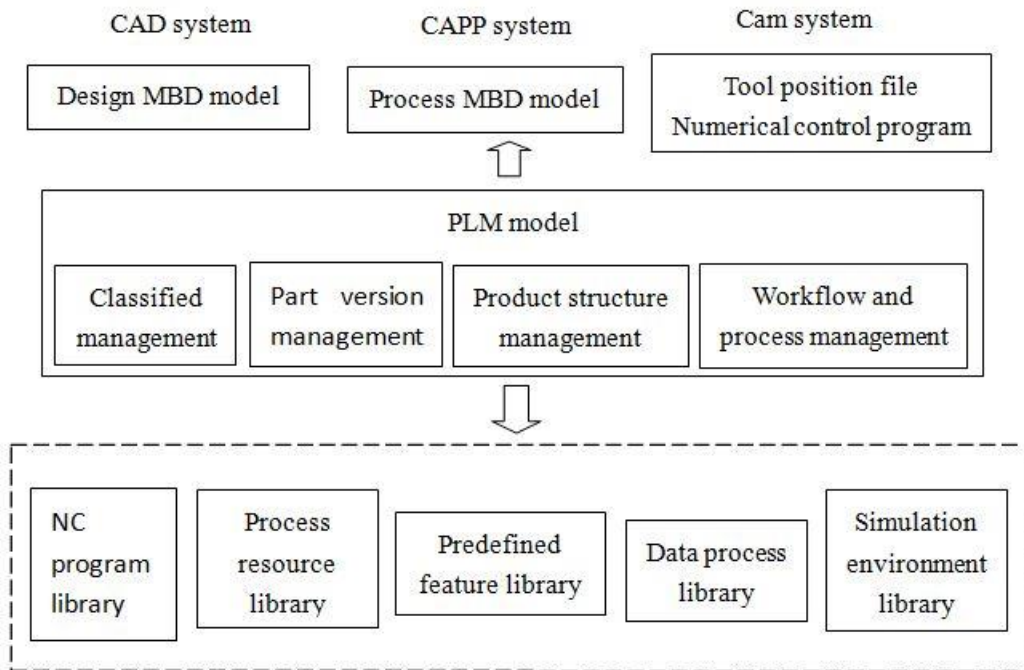 CAD system
CAPP system
Cam system
Design MBD model
Process MBD model
Tool position file
Numerical control program
PLM model
Classified
management
Part version
management
Product structure
management
Workflow and
process management
NC
program
library
Process
resource
library
Predefined
feature library
Data process
library
Simulation
environment
library